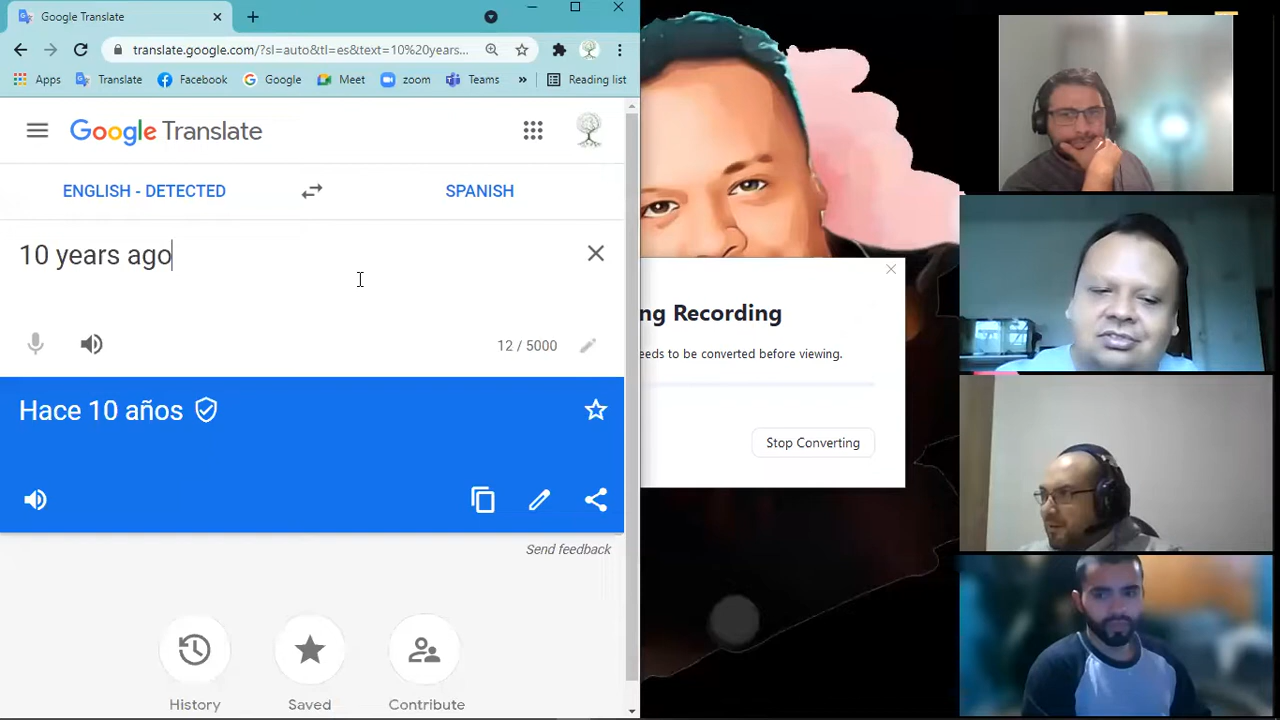 Google Translate
translate.google.com/?sl=auto&tl=es&text=10%20years...
Apps Translate Facebook Google Meet zoom Teams » Reading list
Google Translate
ENGLISH - DETECTED SPANISH
10 years ago
12 / 5000
Hace 10 años
Send feedback
History Saved Contribute
ng Recording
eeds to be converted before viewing.
Stop Converting